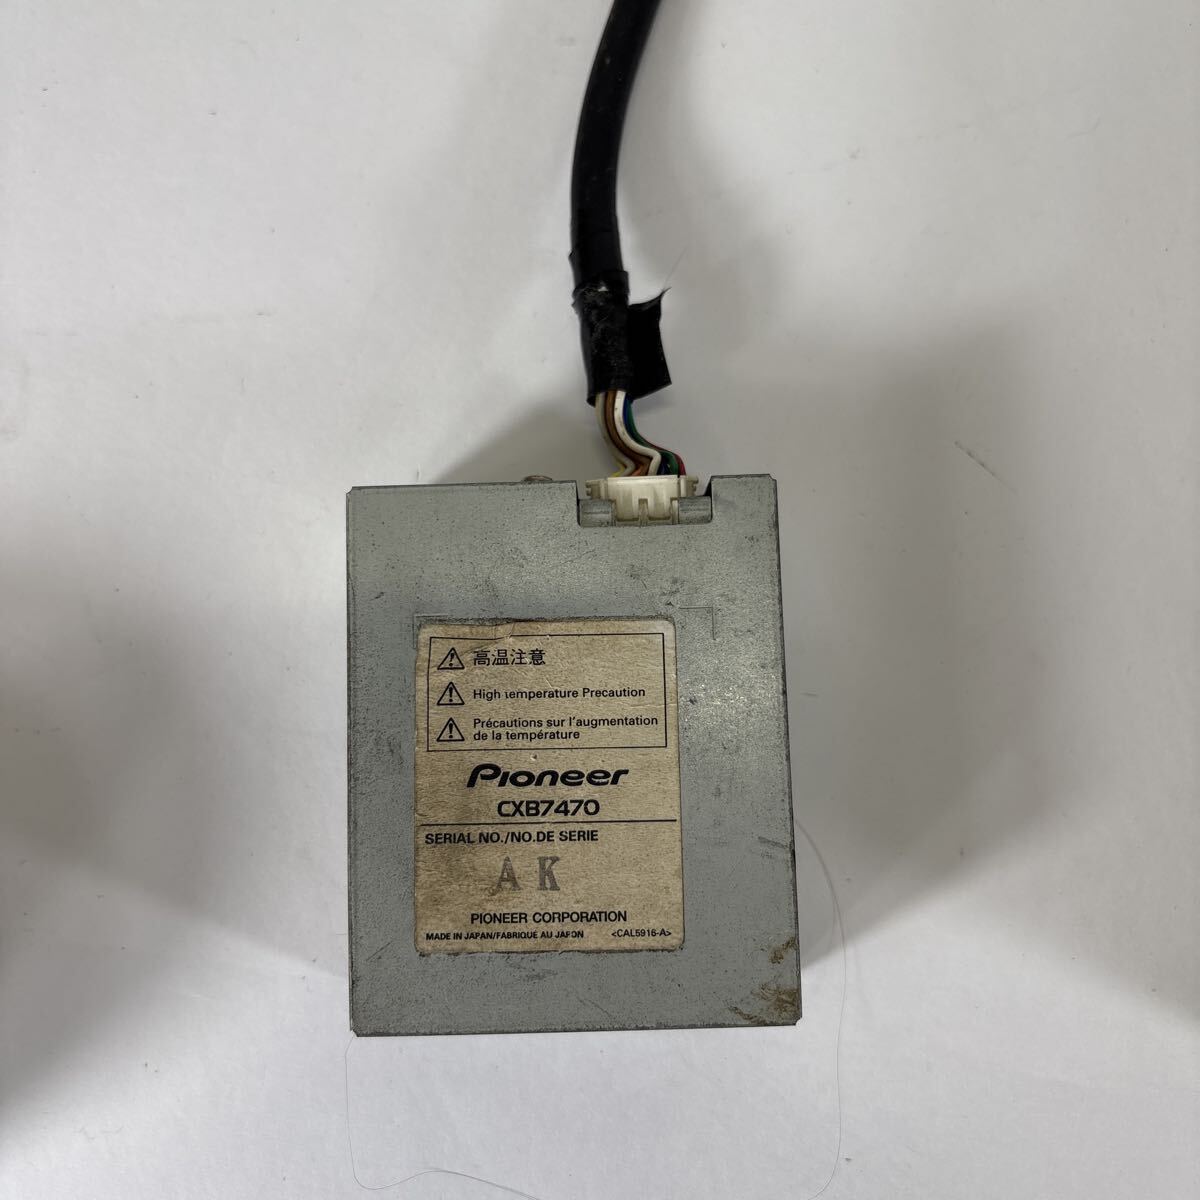 高温注意
High temperature Precaution
Précautions sur l'augmentation
de la température
Pioneer
CXB7470
SERIAL NO./NO.DE SERIE
AK
PIONEER CORPORATION
MADE IN JAPAN/FABRIQUÉ AU JAPON <CAL5916-A>